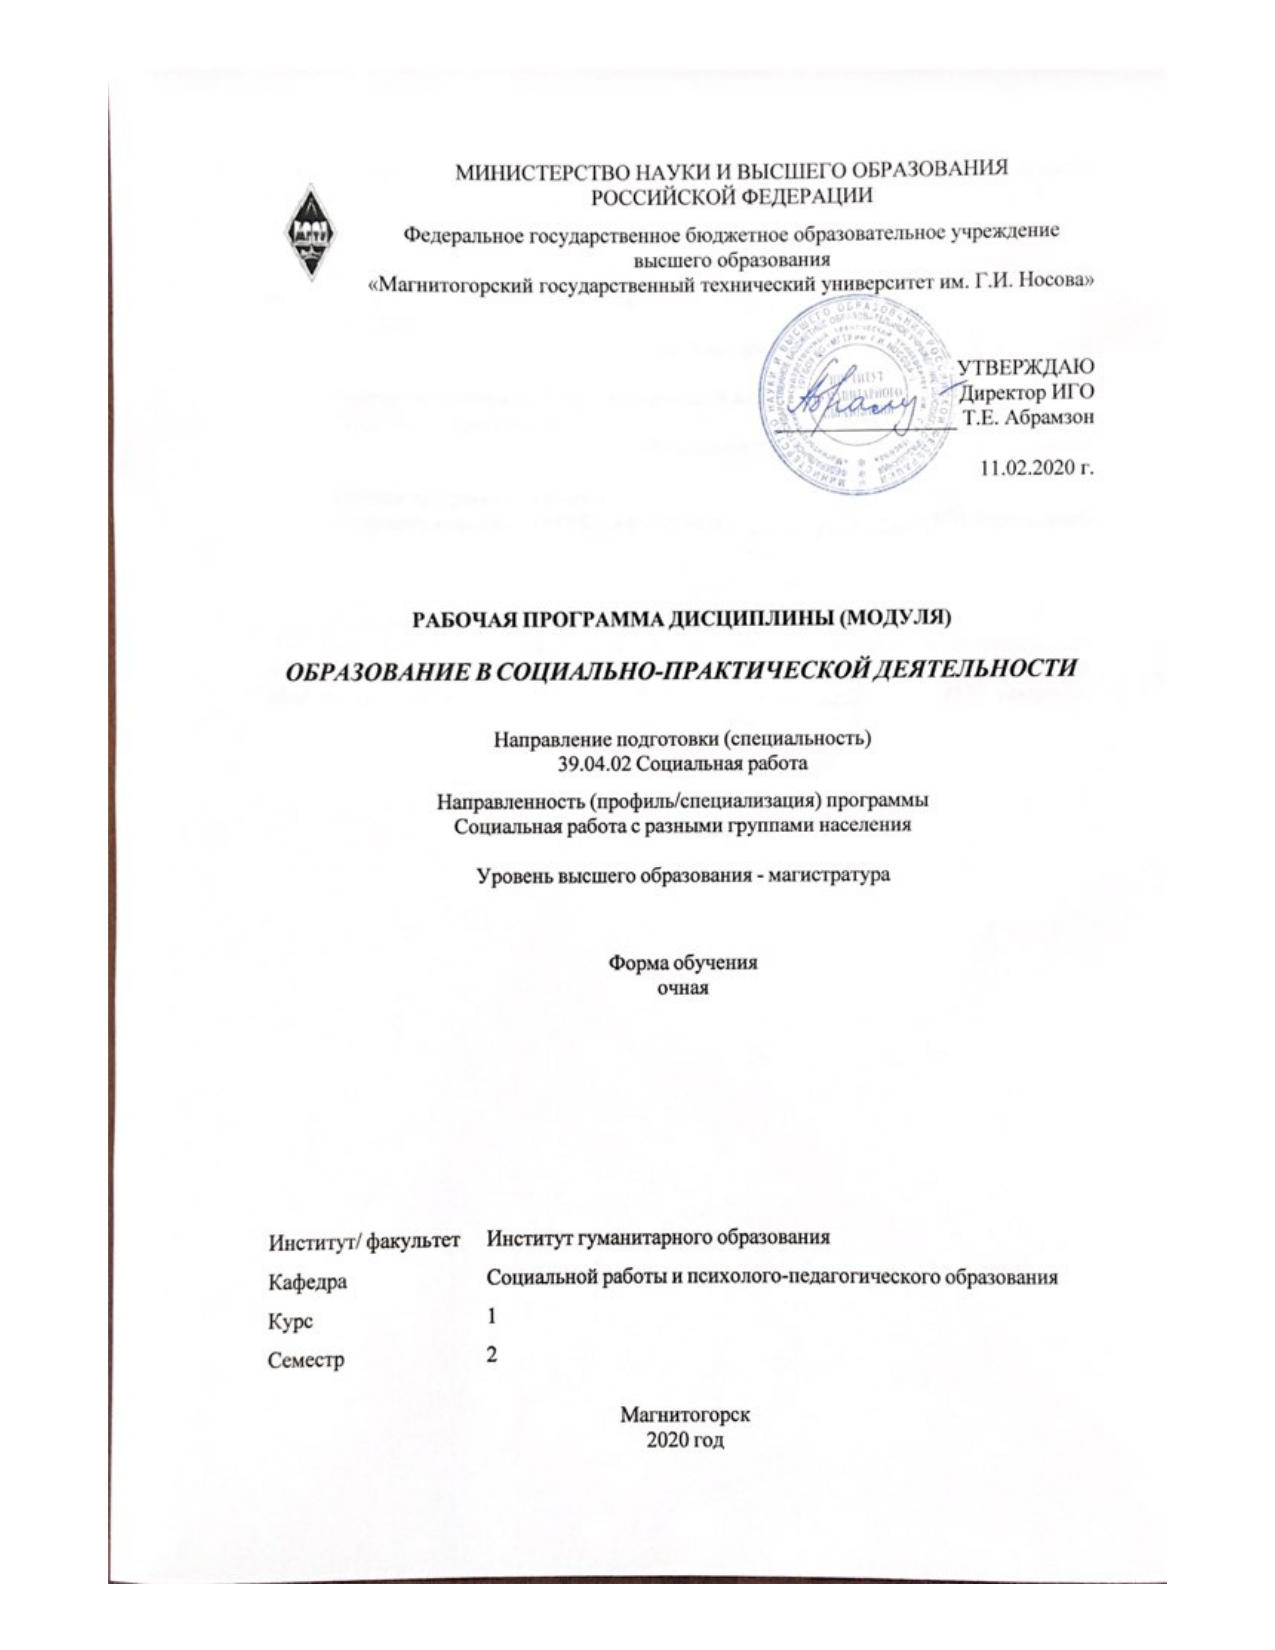 МИНИСТЕРСТВО НАУКИ И ВЫСШЕГО ОБРАЗОВАНИЯ
РОССИЙСКОЙ ФЕДЕРАЦИИ
Федеральное государственное бюджетное образовательное учреждение
высшего образования
«Магнитогорский государственный технический университет им. Г.И. Носова»
МГТУ
УТВЕРЖДАЮ
Директор ИГО
Т.Е. Абрамзон
11.02.2020 г.
РАБОЧАЯ ПРОГРАММА ДИСЦИПЛИНЫ (МОДУЛЯ)
ОБРАЗОВАНИЕ В СОЦИАЛЬНО-ПРАКТИЧЕСКОЙ ДЕЯТЕЛЬНОСТИ
Направление подготовки (специальность)
39.04.02 Социальная работа
Направленность (профиль/специализация) программы
Социальная работа с разными группами населения
Уровень высшего образования - магистратура
Форма обучения
очная
Институт/ факультет Институт гуманитарного образования
Кафедра Социальной работы и психолого-педагогического образования
Курс 1
Семестр 2
Магнитогорск
2020 год